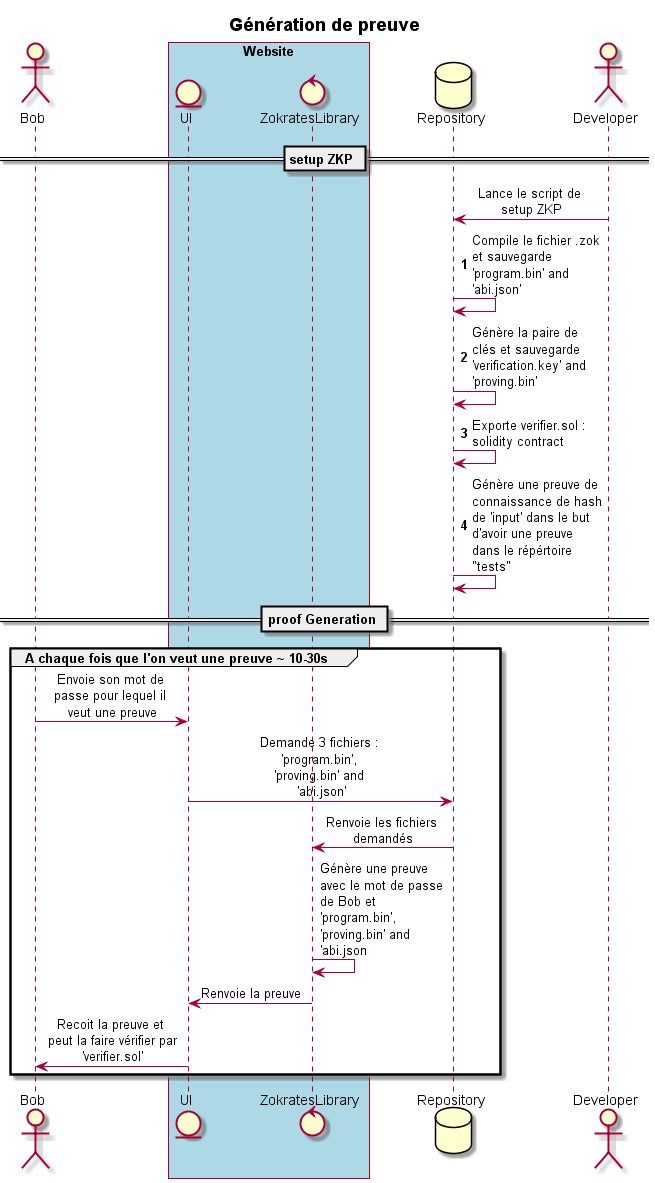 Génération de preuve
Website
Bob
UI
ZokratesLibrary
Repository
Developer
setup ZKP
Lance le script de
setup ZKP
1
Compile le fichier .zok
et sauvegarde
'program.bin' and
'abi.json'
2
Génère la paire de
clés et sauvegarde
'verification.key' and
'proving.bin'
3
Exporte verifier.sol :
solidity contract
4
Génère une preuve de
connaissance de hash
de 'input' dans le but
d'avoir une preuve
dans le répértoire
"tests"
proof Generation
A chaque fois que l'on veut une preuve ~ 10-30s
Envoie son mot de
passe pour lequel il
veut une preuve
Demande 3 fichiers :
'program.bin',
'proving.bin' and
'abi.json'
Renvoie les fichiers
demandés
Génère une preuve
avec le mot de passe
de Bob et
'program.bin',
'proving.bin' and
'abi.json
Renvoie la preuve
Recoit la preuve et
peut la faire vérifier par
'verifier.sol'
Bob
UI
ZokratesLibrary
Repository
Developer